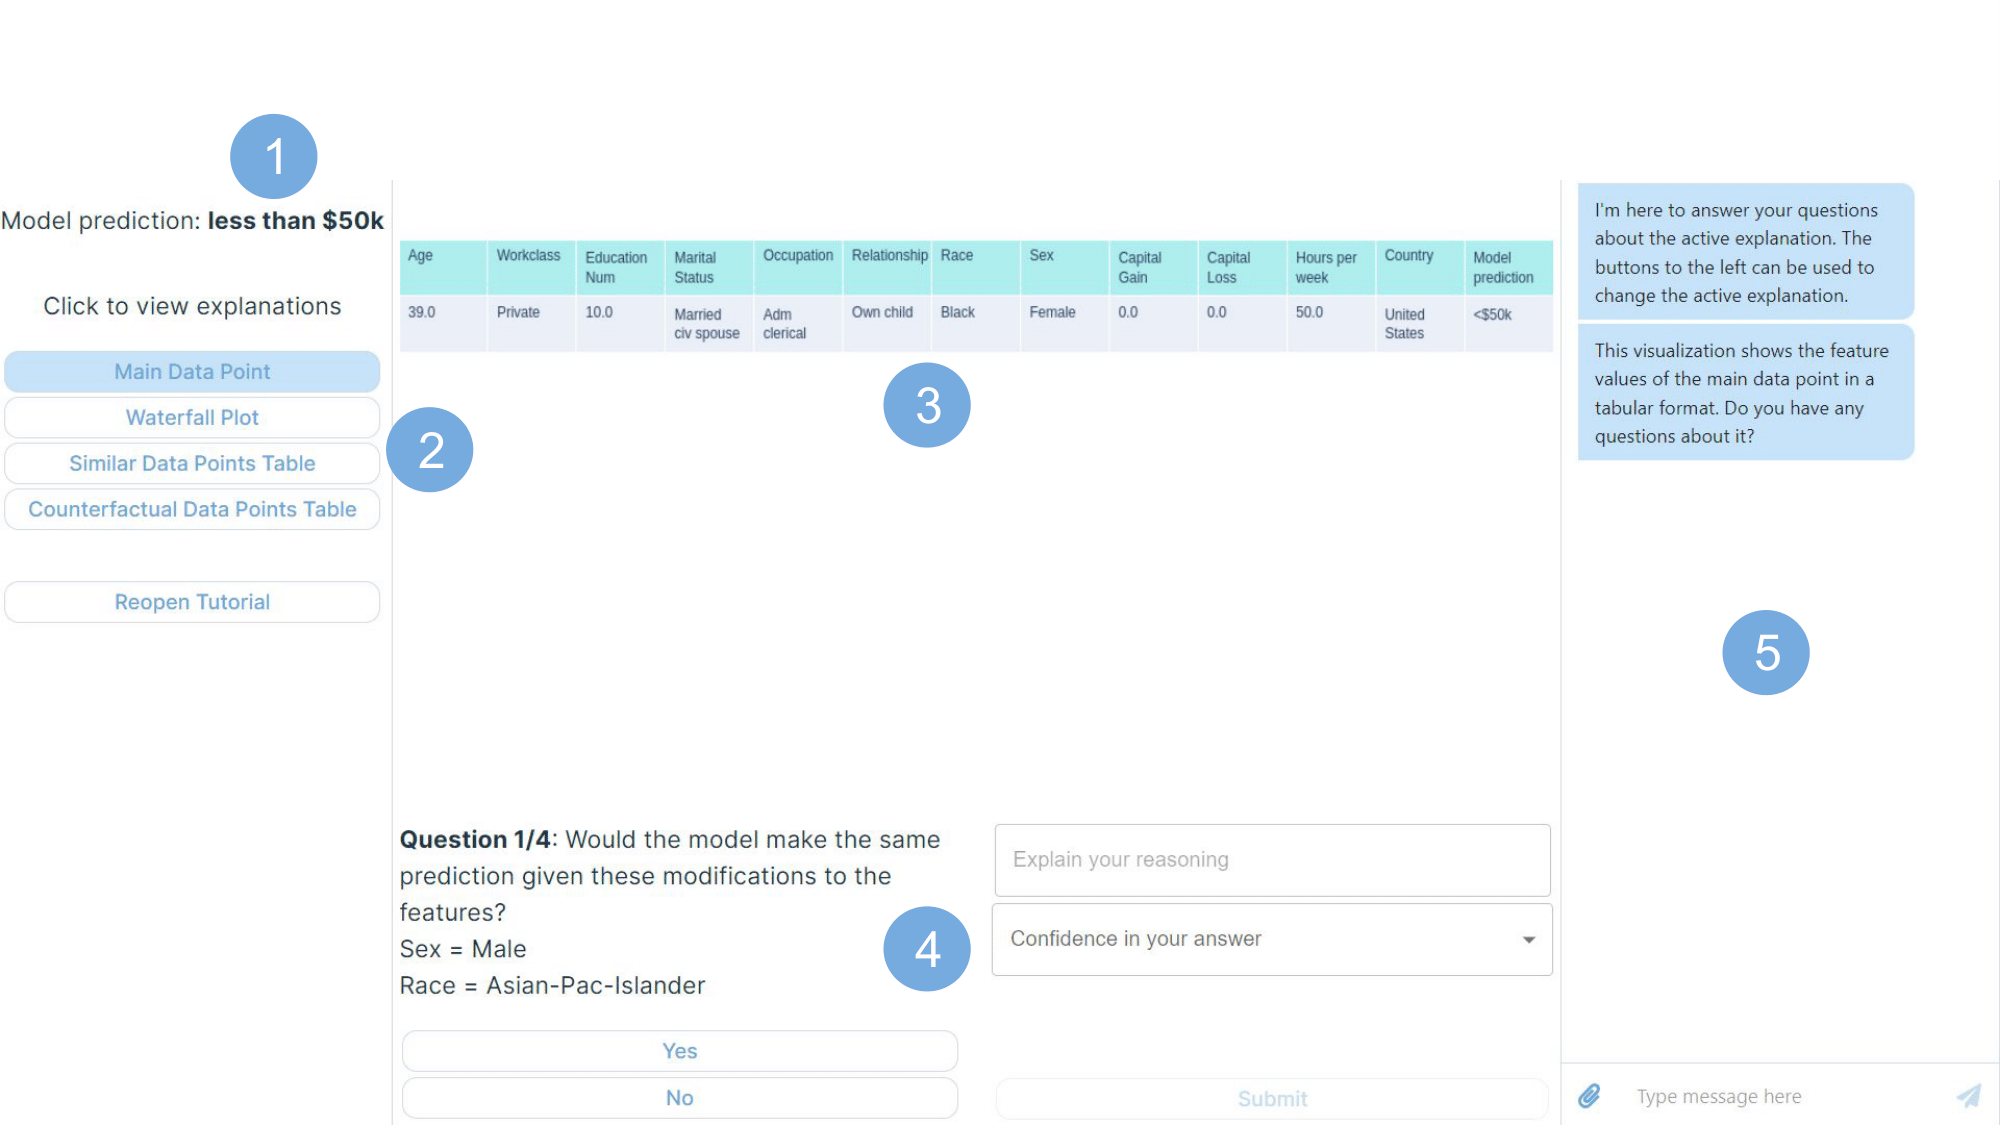 1
Model prediction: less than $50k
Click to view explanations
Main Data Point
Waterfall Plot
Similar Data Points Table
Counterfactual Data Points Table
Reopen Tutorial
2
Age Workclass Education Num Marital Status Occupation Relationship Race Sex Capital Gain Capital Loss Hours per week Country Model prediction
39.0 Private 10.0 Married civ spouse Adm clerical Own child Black Female 0.0 0.0 50.0 United States <$50k
3
Question 1/4: Would the model make the same
prediction given these modifications to the
features?
Sex = Male
Race = Asian-Pac-Islander
Yes
No
4
Explain your reasoning
Confidence in your answer
Submit
I'm here to answer your questions
about the active explanation. The
buttons to the left can be used to
change the active explanation.
This visualization shows the feature
values of the main data point in a
tabular format. Do you have any
questions about it?
5
Type message here